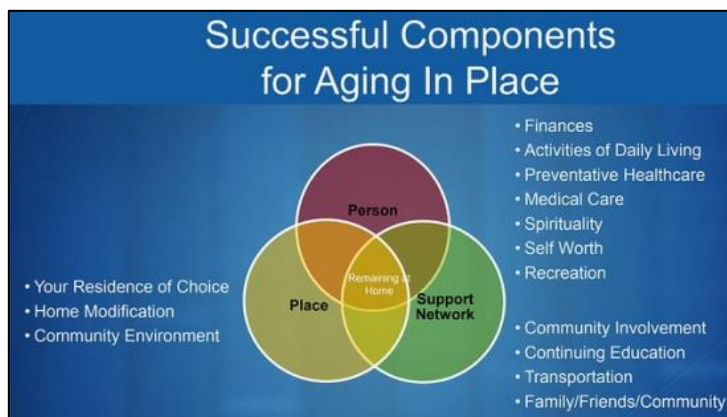 Successful Components
for Aging In Place
• Finances
• Activities of Daily Living
• Preventative Healthcare
• Medical Care
• Spirituality
• Self Worth
• Recreation
Person
Remaining at
Home
Place
Support
Network
• Your Residence of Choice
• Home Modification
• Community Environment
• Community Involvement
• Continuing Education
• Transportation
• Family/Friends/Community